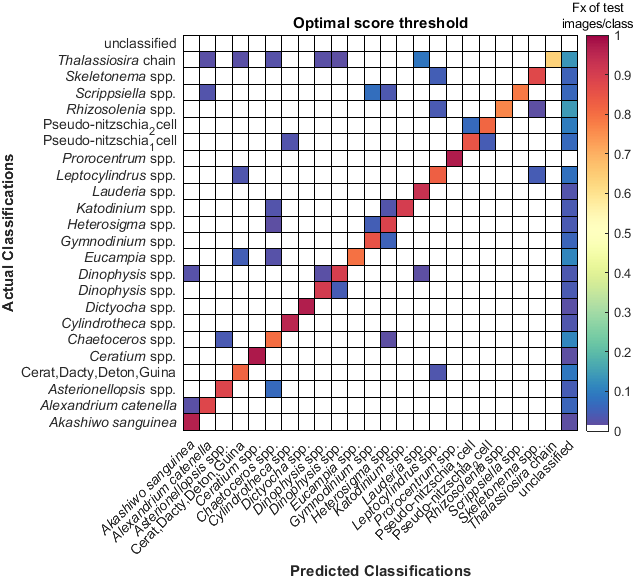 Optimal score threshold
Fx of test
images/class
Actual Classifications
unclassified
Thalassiosira chain
Skeletonema spp.
Scrippsiella spp.
Rhizosolenia spp.
Pseudo-nitzschia2cell
Pseudo-nitzschia1cell
Prorocentrum spp.
Leptocylindrus spp.
Lauderia spp.
Katodinium spp.
Heterosigma spp.
Gymnodinium spp.
Eucampia spp.
Dinophysis spp.
Dinophysis spp.
Dictyocha spp.
Cylindrotheca spp.
Chaetoceros spp.
Ceratium spp.
Cerat,Dacty,Deton,Guina
Asterionellopsis spp.
Alexandrium catenella
Akashiwo sanguinea
1
0.9
0.8
0.7
0.6
0.5
0.4
0.3
0.2
0.1
0
Akashiwo sanguinea
Alexandrium catenella
Asterionellopsis spp.
Cerat,Dacty,Deton,Guina
Ceratium spp.
Chaetoceros spp.
Cylindrotheca spp.
Dictyocha spp.
Dinophysis spp.
Dinophysis spp.
Eucampia spp.
Gymnodinium spp.
Heterosigma spp.
Katodinium spp.
Lauderia spp.
Leptocylindrus spp.
Prorocentrum spp.
Pseudo-nitzschia1cell
Pseudo-nitzschia2cell
Rhizosolenia spp.
Scrippsiella spp.
Skeletonema spp.
Thalassiosira chain
unclassified
Predicted Classifications